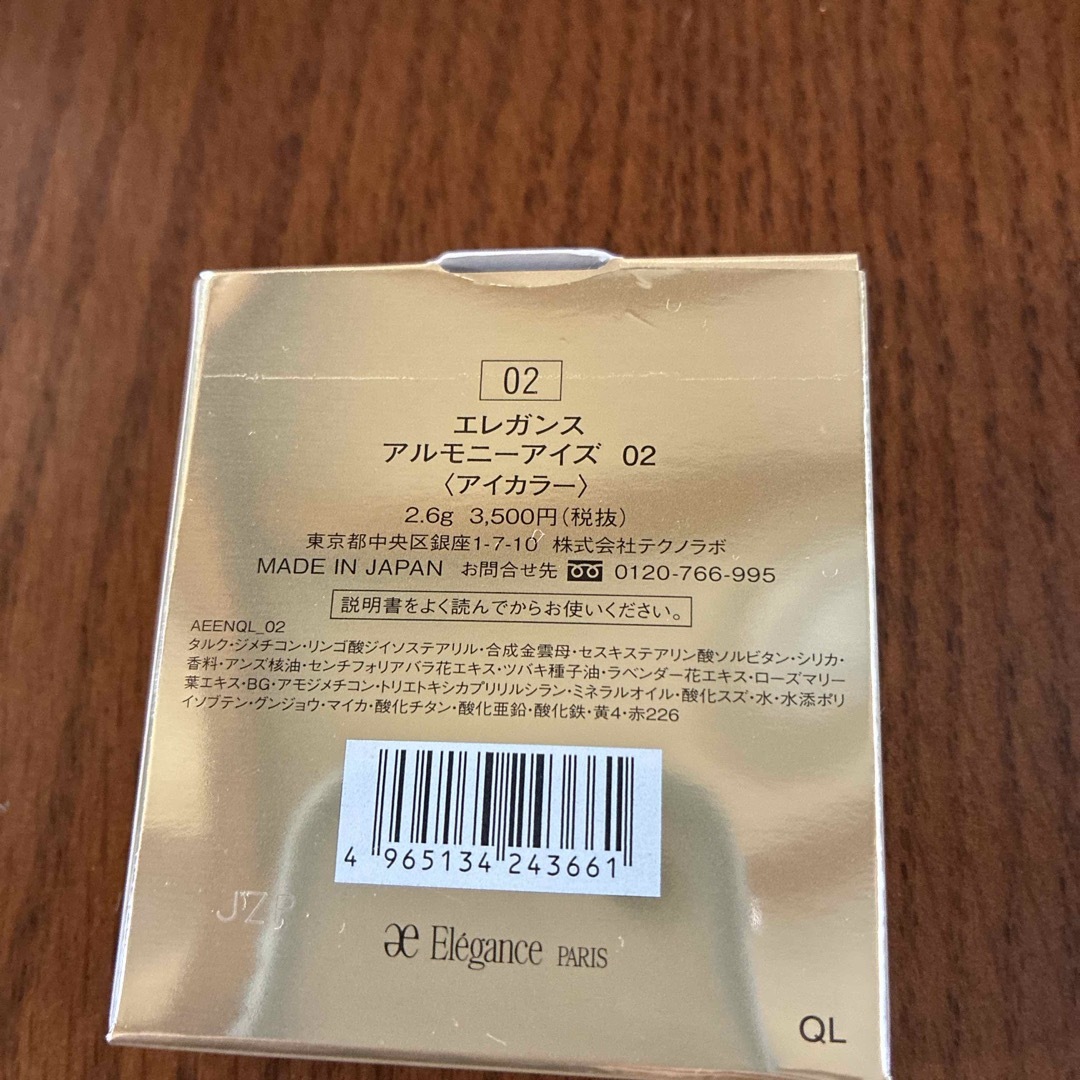 02
エレガンス
アルモニーアイズ 02
〈アイカラー〉
2.6g 3,500円(税抜)
東京都中央区銀座1-7-10 株式会社テクノラボ
MADE IN JAPAN お問合せ先 0120-766-995
説明書をよく読んでからお使いください。
AEENQL_02
タルク・ジメチコン・リンゴ酸ジイソステアリル・合成金雲母・セスキステアリン酸ソルビタン・シリカ・
香料・アンズ核油・センチフォリアバラ花エキス・ツバキ種子油・ラベンダー花エキス・ローズマリー
葉エキス・BG・アモジメチコン・トリエトキシカプリリルシラン・ミネラルオイル・酸化スズ・水・水添ポリ
イソブテン・グンジョウ・マイカ・酸化チタン・酸化亜鉛・酸化鉄・黄4・赤226
4 965134 243661
JZP
æ Elégance PARIS
QL